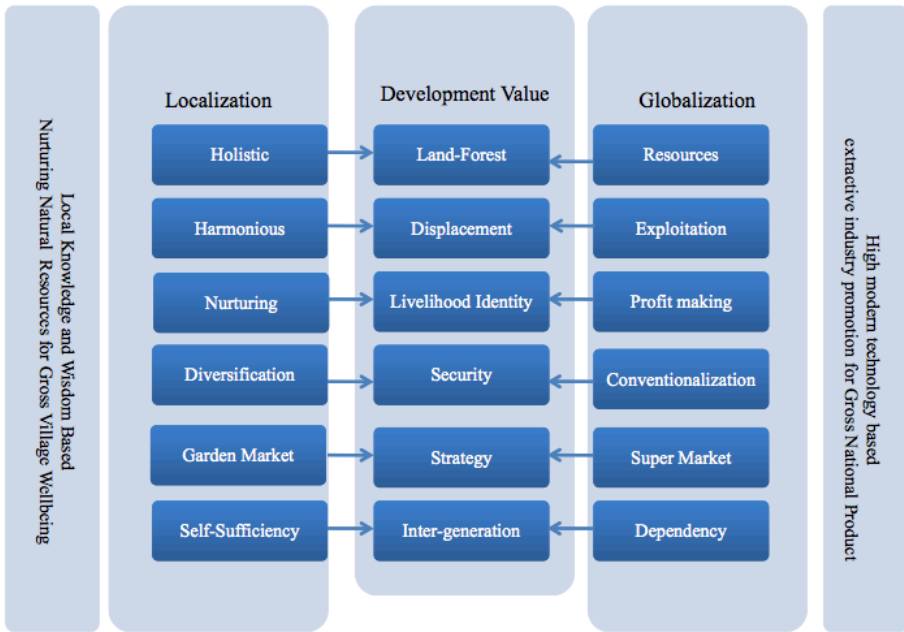 Local Knowledge and Wisdom Based
Nurturing Natural Resources for Gross Village Wellbeing
Localization
Holistic
Harmonious
Nurturing
Diversification
Garden Market
Self-Sufficiency
Development Value
Land-Forest
Displacement
Livelihood Identity
Security
Strategy
Inter-generation
Globalization
Resources
Exploitation
Profit making
Conventionalization
Super Market
Dependency
High modern technology based
extractive industry promotion for Gross National Product